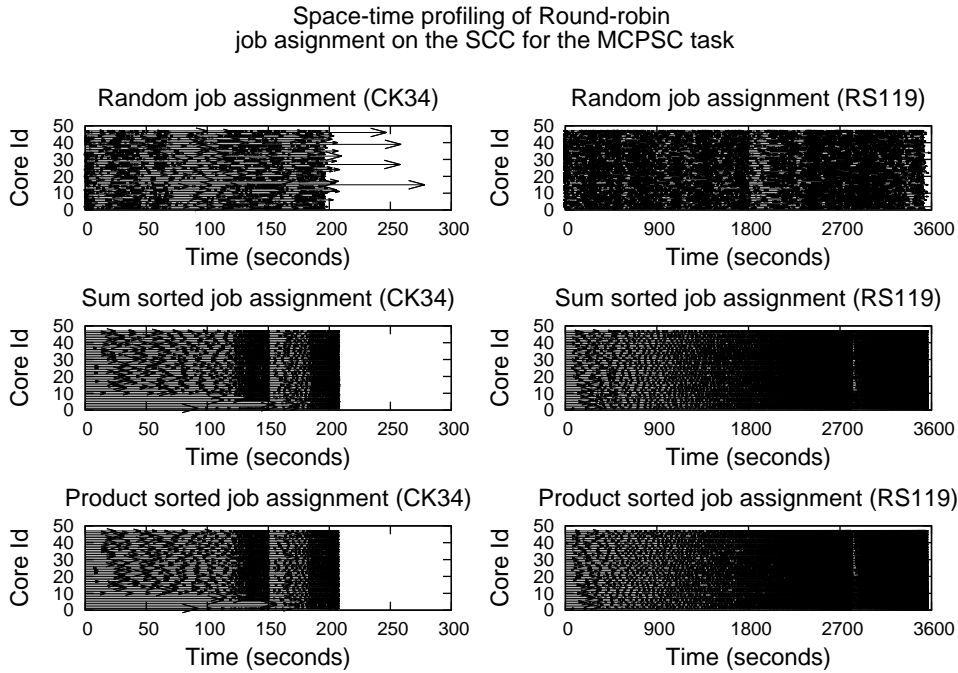 Space-time profiling of Round-robin
job asignment on the SCC for the MCPSC task
Random job assignment (CK34)
Core Id
50
40
30
20
10
0
0 50 100 150 200 250 300
Time (seconds)
Random job assignment (RS119)
Core Id
50
40
30
20
10
0
0 900 1800 2700 3600
Time (seconds)
Sum sorted job assignment (CK34)
Core Id
50
40
30
20
10
0
0 50 100 150 200 250 300
Time (seconds)
Sum sorted job assignment (RS119)
Core Id
50
40
30
20
10
0
0 900 1800 2700 3600
Time (seconds)
Product sorted job assignment (CK34)
Core Id
50
40
30
20
10
0
0 50 100 150 200 250 300
Time (seconds)
Product sorted job assignment (RS119)
Core Id
50
40
30
20
10
0
0 900 1800 2700 3600
Time (seconds)